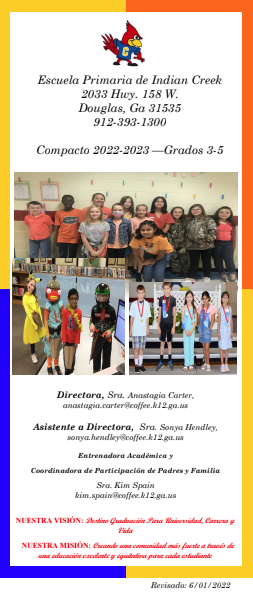 Escuela Primaria de Indian Creek
2033 Hwy. 158 W.
Douglas, Ga 31535
912-393-1300
Compacto 2022-2023 —Grados 3-5
Directora, Sra. Anastagia Carter,
anastagia.carter@coffee.k12.ga.us
Asistente a Directora, Sra. Sonya Hendley,
sonya.hendley@coffee.k12.ga.us
Entrenadora Académica y
Coordinadora de Participación de Padres y Familia
Sra. Kim Spain
kim.spain@coffee.k12.ga.us
NUESTRA VISIÓN: Destino Graduación Para Universidad, Carrera y
Vida
NUESTRA MISIÓN: Creando una comunidad más fuerte a través de
una educación excelente y equitativa para cada estudiante
Revisado: 6/01/2022